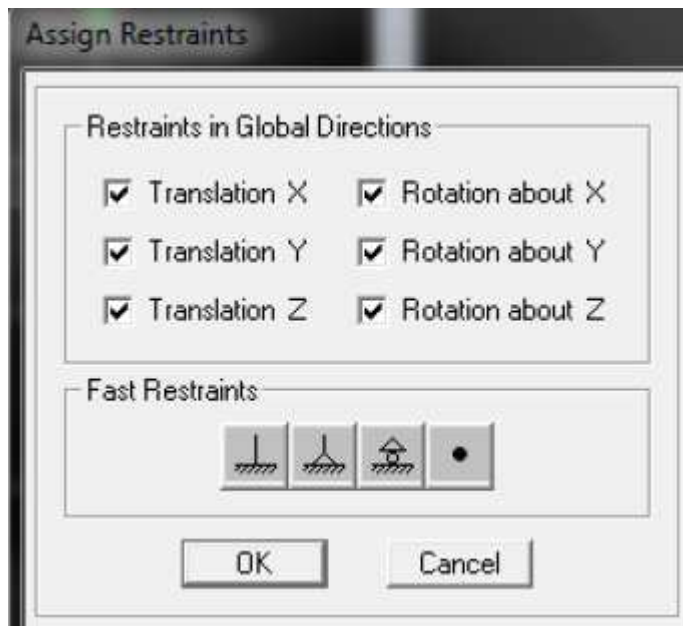 Assign Restraints
Restraints in Global Directions
Translation X Rotation about X
Translation Y Rotation about Y
Translation Z Rotation about Z
Fast Restraints
OK Cancel